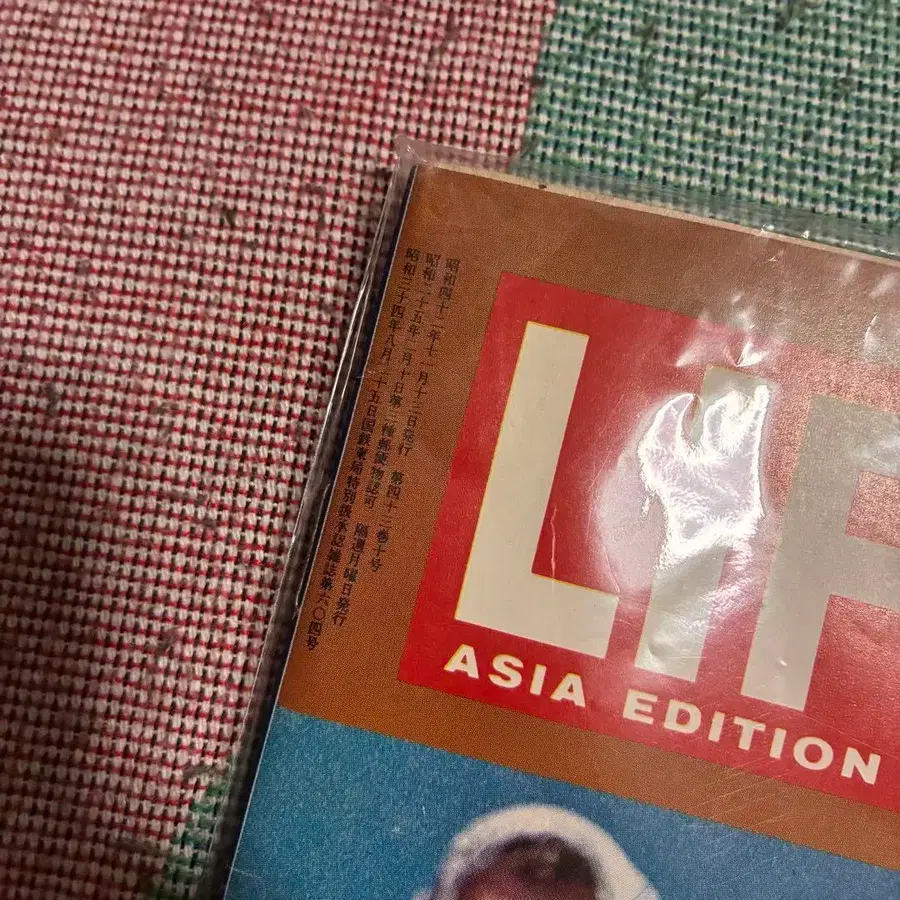 昭和四十二年十一月十三日発行 第四十三巻十号
昭和二十五年二月十日第三種郵便物認可 隔週月曜日発行
昭和三十四年八月二十五日国鉄東局特別扱承認雑誌第六〇四号
LIF
ASIA EDITION